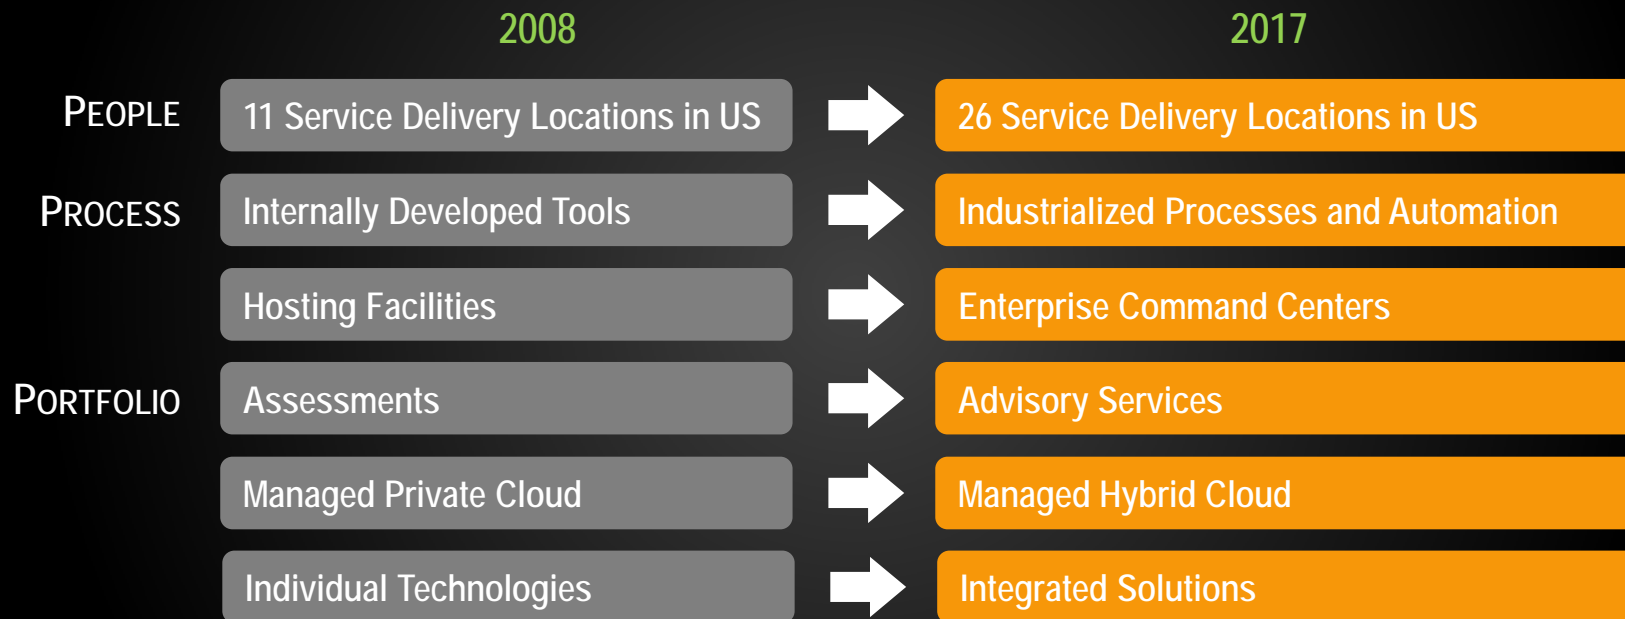 2008 2017
PEOPLE 11 Service Delivery Locations in US 26 Service Delivery Locations in US
PROCESS Internally Developed Tools Industrialized Processes and Automation
Hosting Facilities Enterprise Command Centers
PORTFOLIO Assessments Advisory Services
Managed Private Cloud Managed Hybrid Cloud
Individual Technologies Integrated Solutions